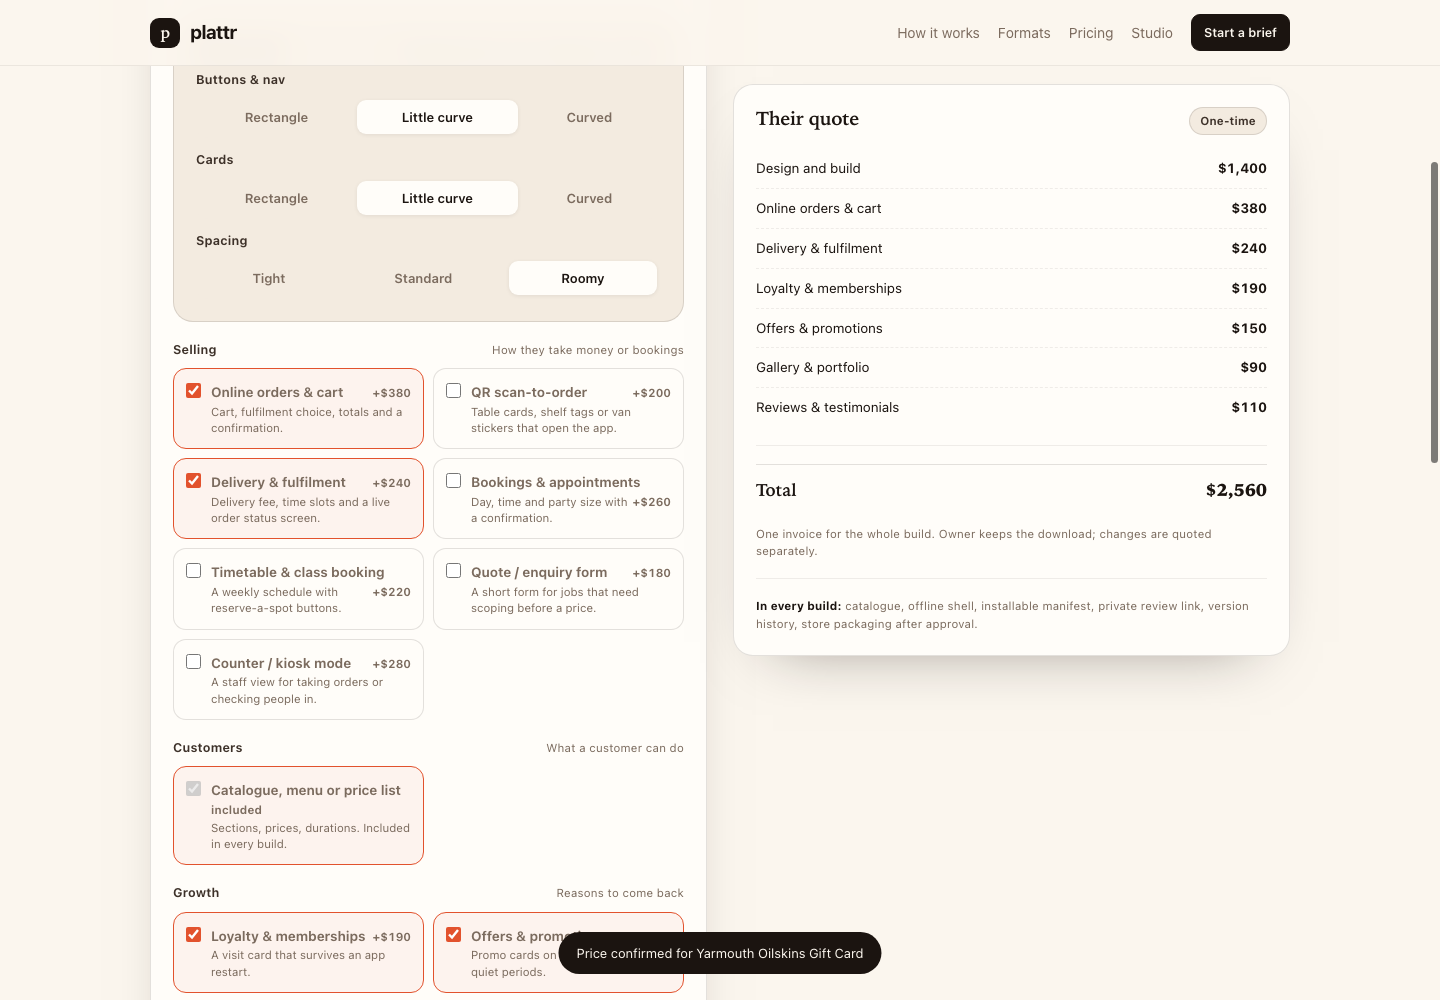 p plattr
How it works Formats Pricing Studio Start a brief
Buttons & nav
Rectangle Little curve Curved
Cards
Rectangle Little curve Curved
Spacing
Tight Standard Roomy
Selling How they take money or bookings
Online orders & cart +$380
Cart, fulfilment choice, totals and a
confirmation.
QR scan-to-order +$200
Table cards, shelf tags or van
stickers that open the app.
Delivery & fulfilment +$240
Delivery fee, time slots and a live
order status screen.
Bookings & appointments
Day, time and party size with +$260
a confirmation.
Timetable & class booking
A weekly schedule with +$220
reserve-a-spot buttons.
Quote / enquiry form +$180
A short form for jobs that need
scoping before a price.
Counter / kiosk mode +$280
A staff view for taking orders or
checking people in.
Customers What a customer can do
Catalogue, menu or price list
included
Sections, prices, durations. Included
in every build.
Growth Reasons to come back
Loyalty & memberships +$190
A visit card that survives an app
restart.
Offers &
Promo cards on
quiet periods.
Their quote One-time
Design and build $1,400
Online orders & cart $380
Delivery & fulfilment $240
Loyalty & memberships $190
Offers & promotions $150
Gallery & portfolio $90
Reviews & testimonials $110
Total $2,560
One invoice for the whole build. Owner keeps the download; changes are quoted
separately.
In every build: catalogue, offline shell, installable manifest, private review link, version
history, store packaging after approval.
Price confirmed for Yarmouth Oilskins Gift Card